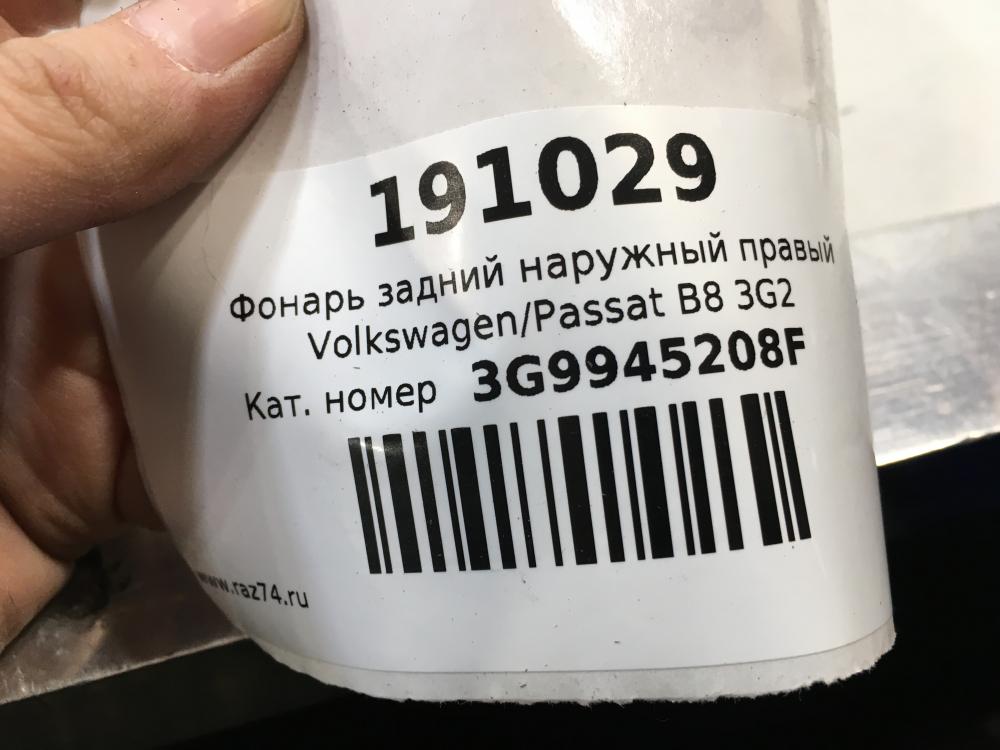 191029
Фонарь задний наружный правый
Volkswagen/Passat B8 3G2
Кат. номер 3G9945208F
www.raz74.ru